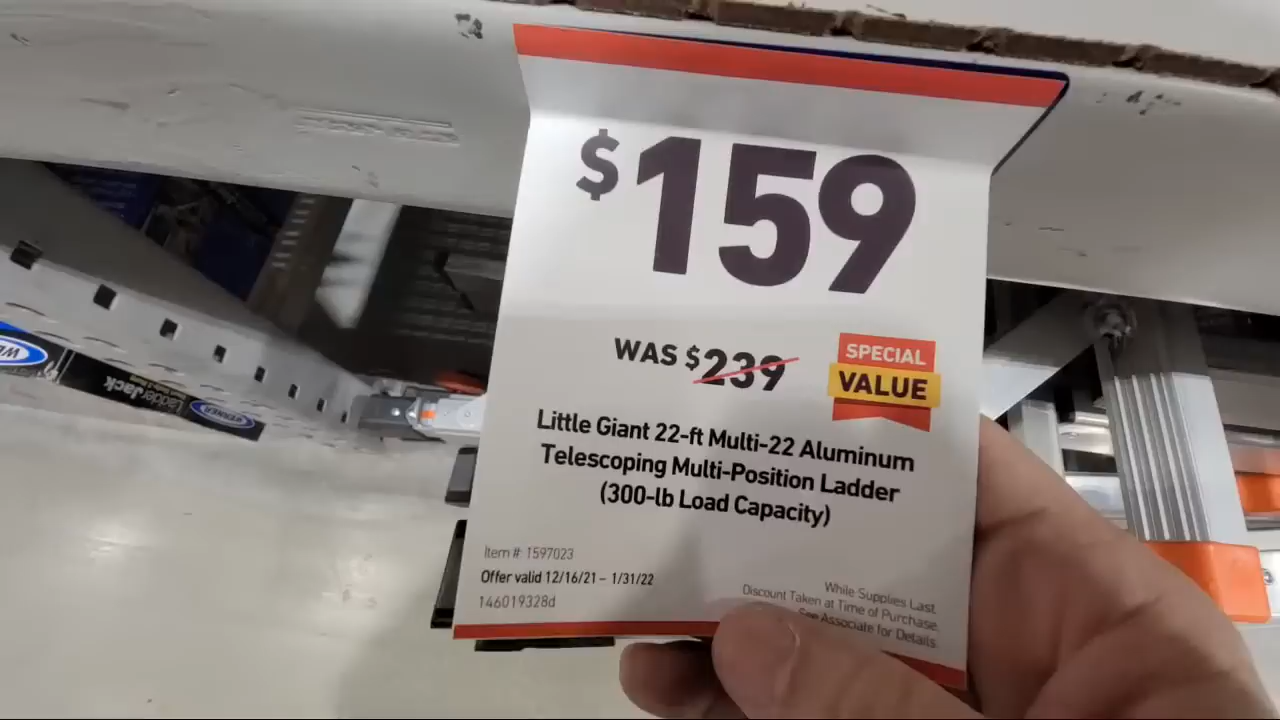 $159
WAS $239
SPECIAL
VALUE
Little Giant 22-ft Multi-22 Aluminum
Telescoping Multi-Position Ladder
(300-lb Load Capacity)
Item #: 1597023
Offer valid 12/16/21 – 1/31/22
146019328d
While Supplies Last.
Discount Taken at Time of Purchase.
See Associate for Details.
LadderJack
WERNER